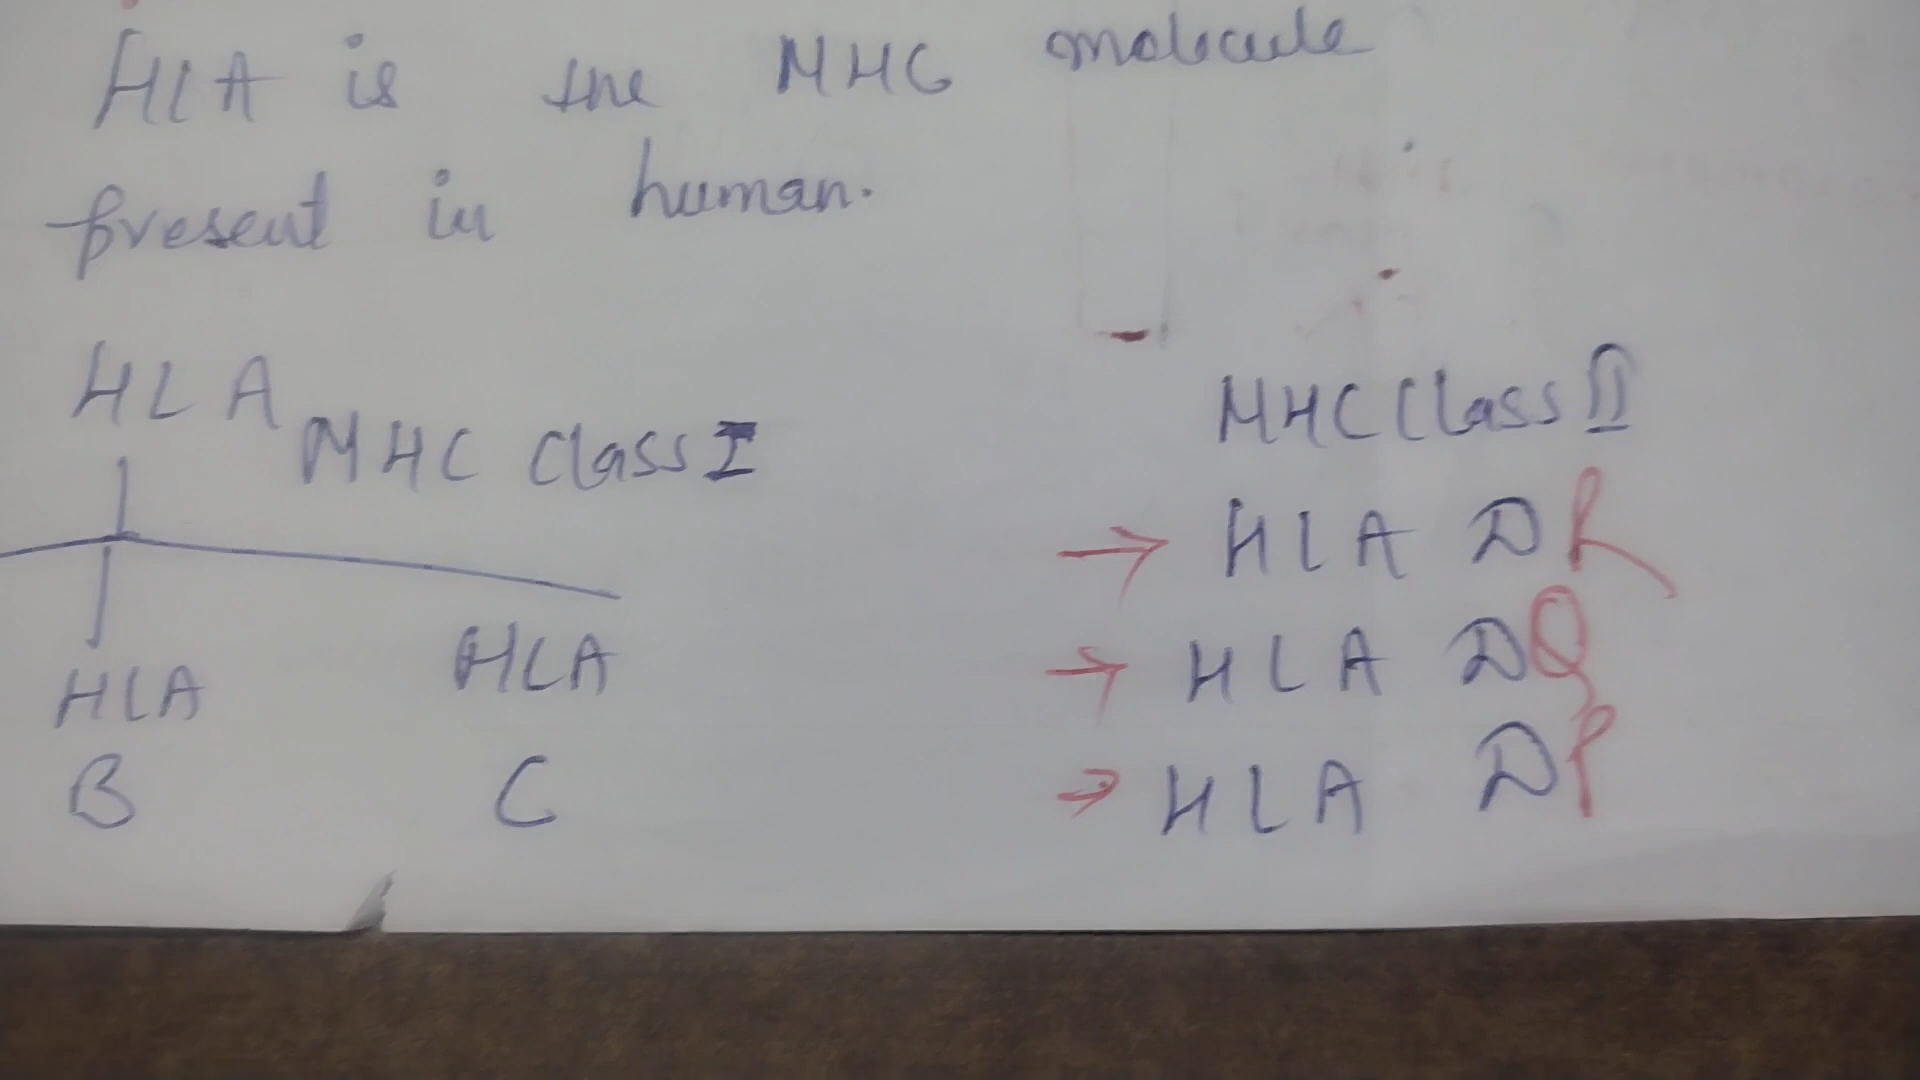 HLA is the MHC molecule
present in human.
HLA
MHC Class I
HLA
B
HLA
C
MHC Class II
→ HLA DR
→ HLA DQ
→ HLA DP